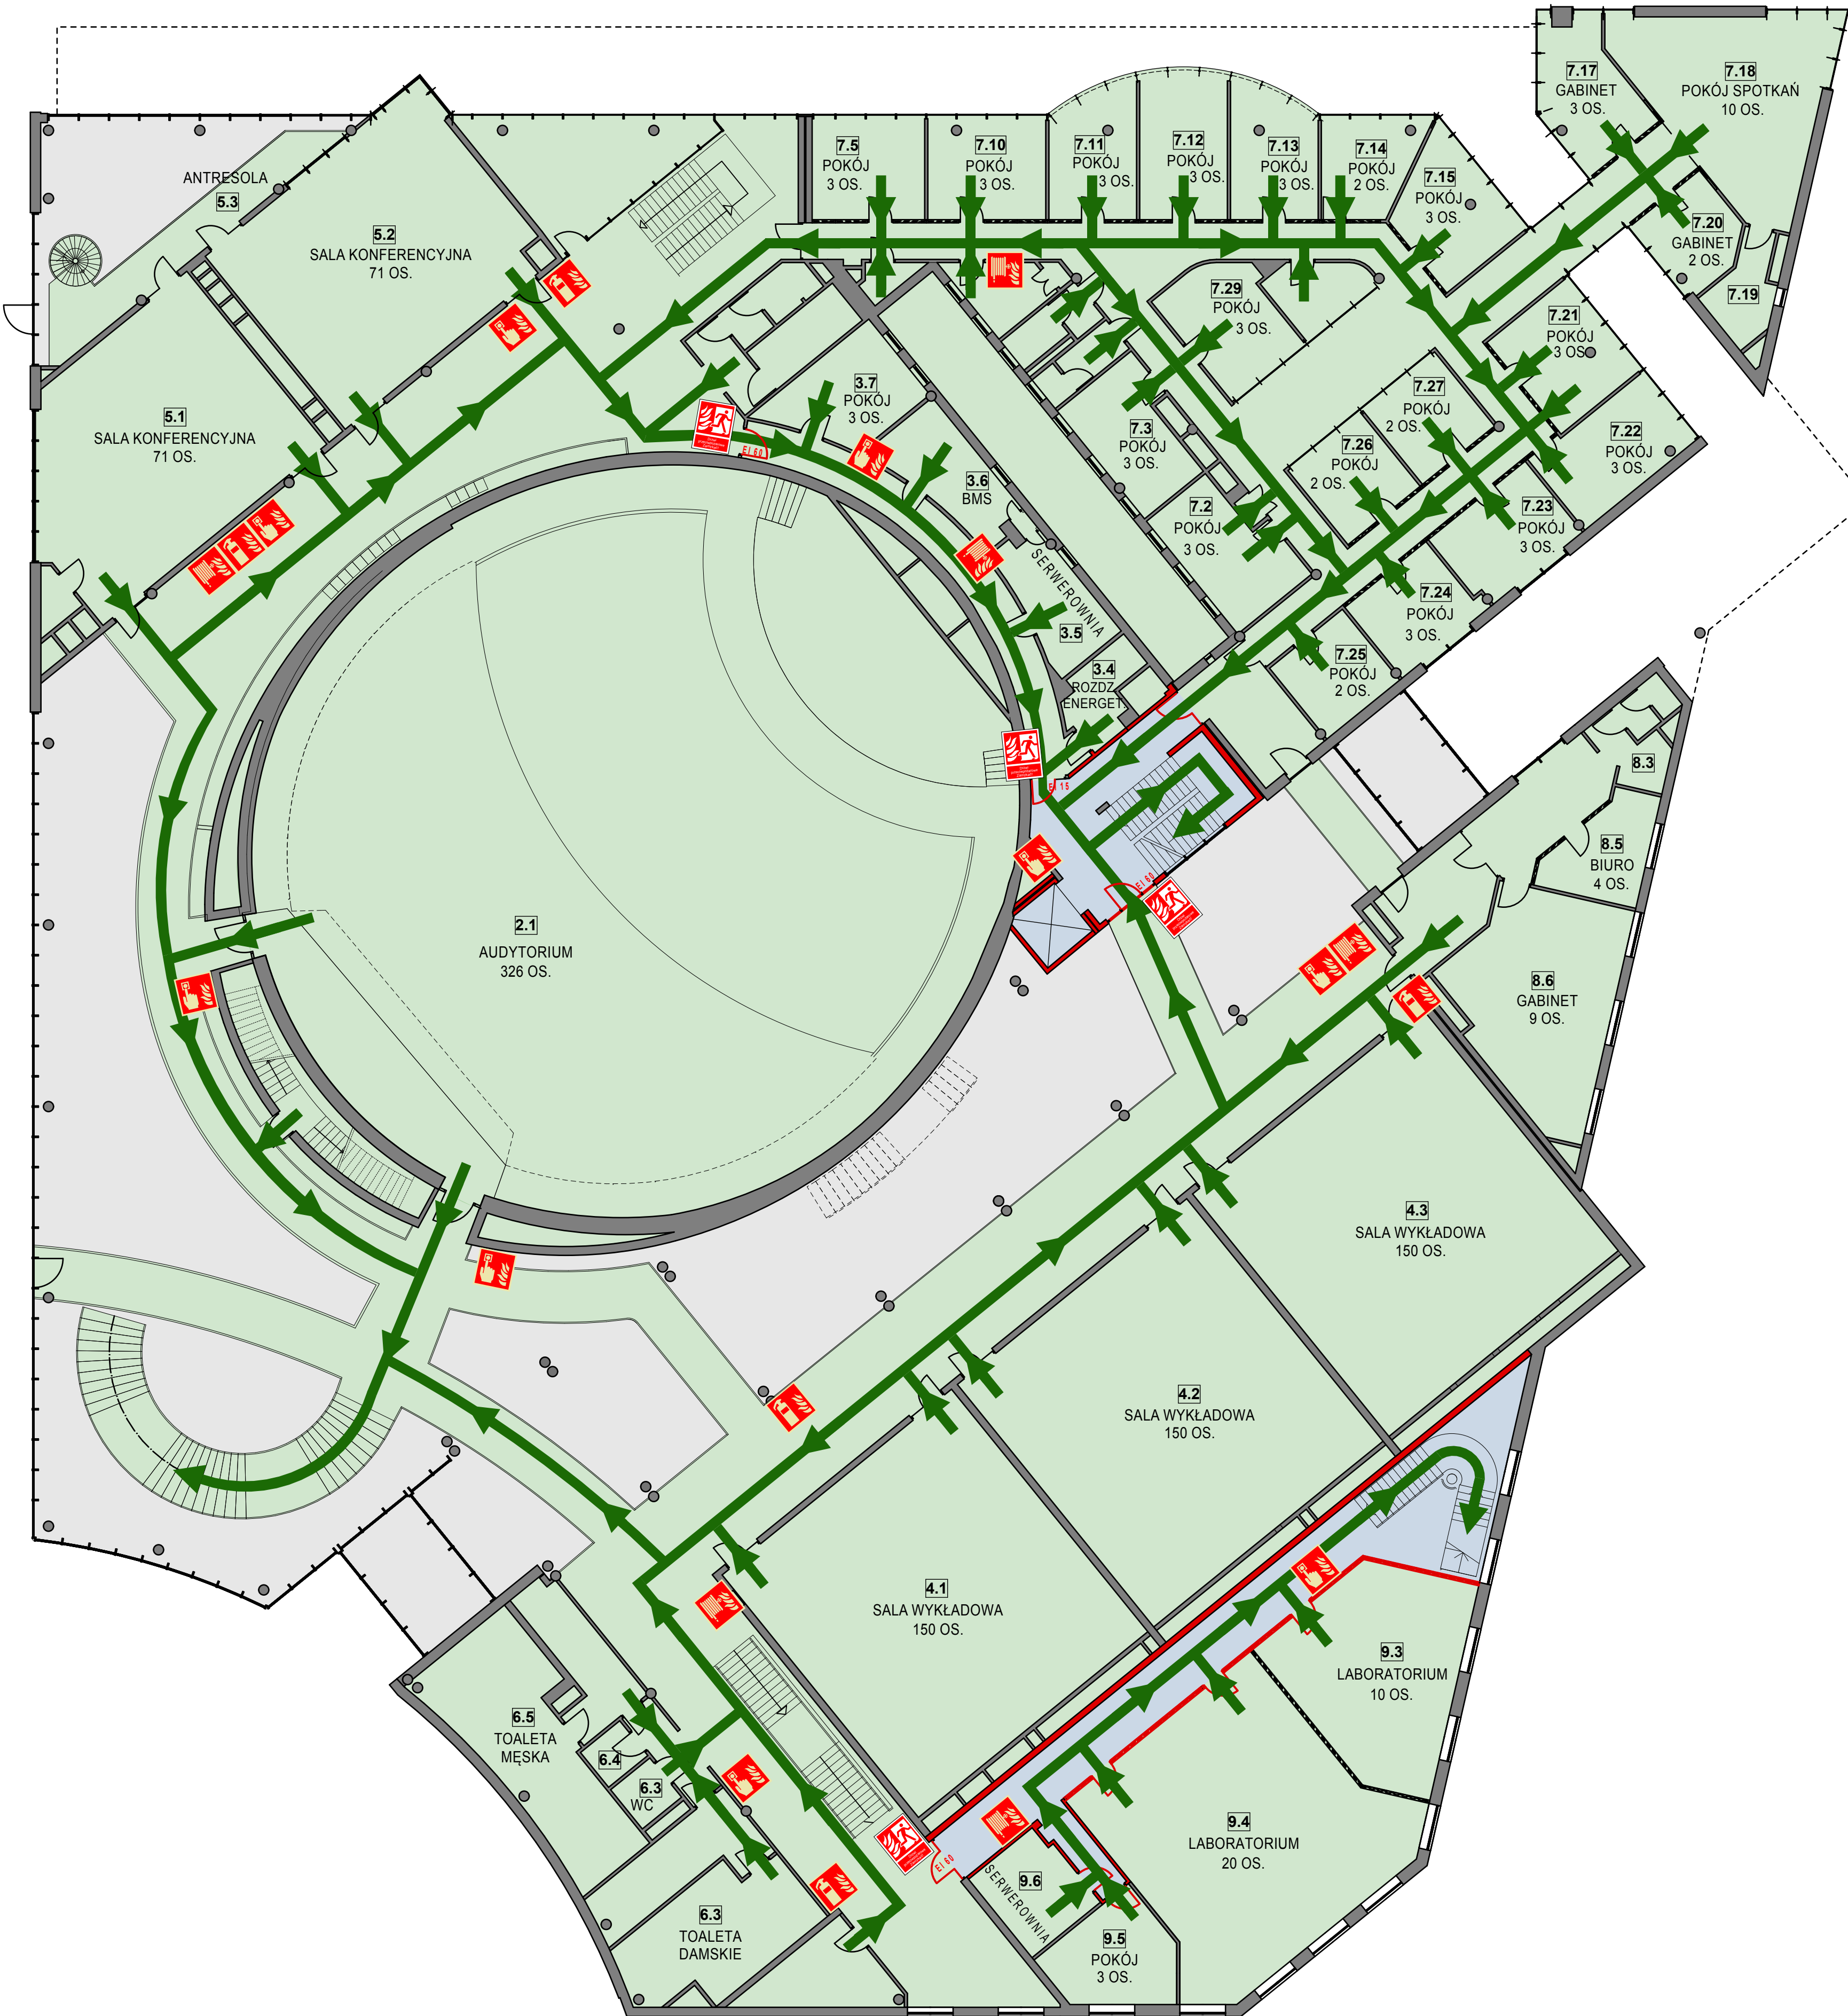 7.17
GABINET
3 OS.
7.18
POKÓJ SPOTKAŃ
10 OS.
ANTRESOLA
5.3
5.2
SALA KONFERENCYJNA
71 OS.
7.5
POKÓJ
3 OS.
7.10
POKÓJ
3 OS.
7.11
POKÓJ
3 OS.
7.12
POKÓJ
3 OS.
7.13
POKÓJ
3 OS.
7.14
POKÓJ
2 OS.
7.15
POKÓJ
3 OS.
7.20
GABINET
2 OS.
7.19
7.29
POKÓJ
3 OS.
7.21
POKÓJ
3 OS.
5.1
SALA KONFERENCYJNA
71 OS.
3.7
POKÓJ
3 OS.
7.27
POKÓJ
2 OS.
7.3
POKÓJ
3 OS.
7.26
POKÓJ
2 OS.
7.22
POKÓJ
3 OS.
EI 60
3.6
BMS
7.2
POKÓJ
3 OS.
7.23
POKÓJ
3 OS.
SERWEROWNIA
3.5
7.24
POKÓJ
3 OS.
3.4
ROZDZ.
ENERGET.
7.25
POKÓJ
2 OS.
EI 15
8.3
8.5
BIURO
4 OS.
EI 60
2.1
AUDYTORIUM
326 OS.
8.6
GABINET
9 OS.
4.3
SALA WYKŁADOWA
150 OS.
4.2
SALA WYKŁADOWA
150 OS.
4.1
SALA WYKŁADOWA
150 OS.
9.3
LABORATORIUM
10 OS.
6.5
TOALETA
MĘSKA
6.4
6.3
WC
9.4
LABORATORIUM
20 OS.
EI 60
9.6
SERWEROWNIA
6.3
TOALETA
DAMSKIE
9.5
POKÓJ
3 OS.